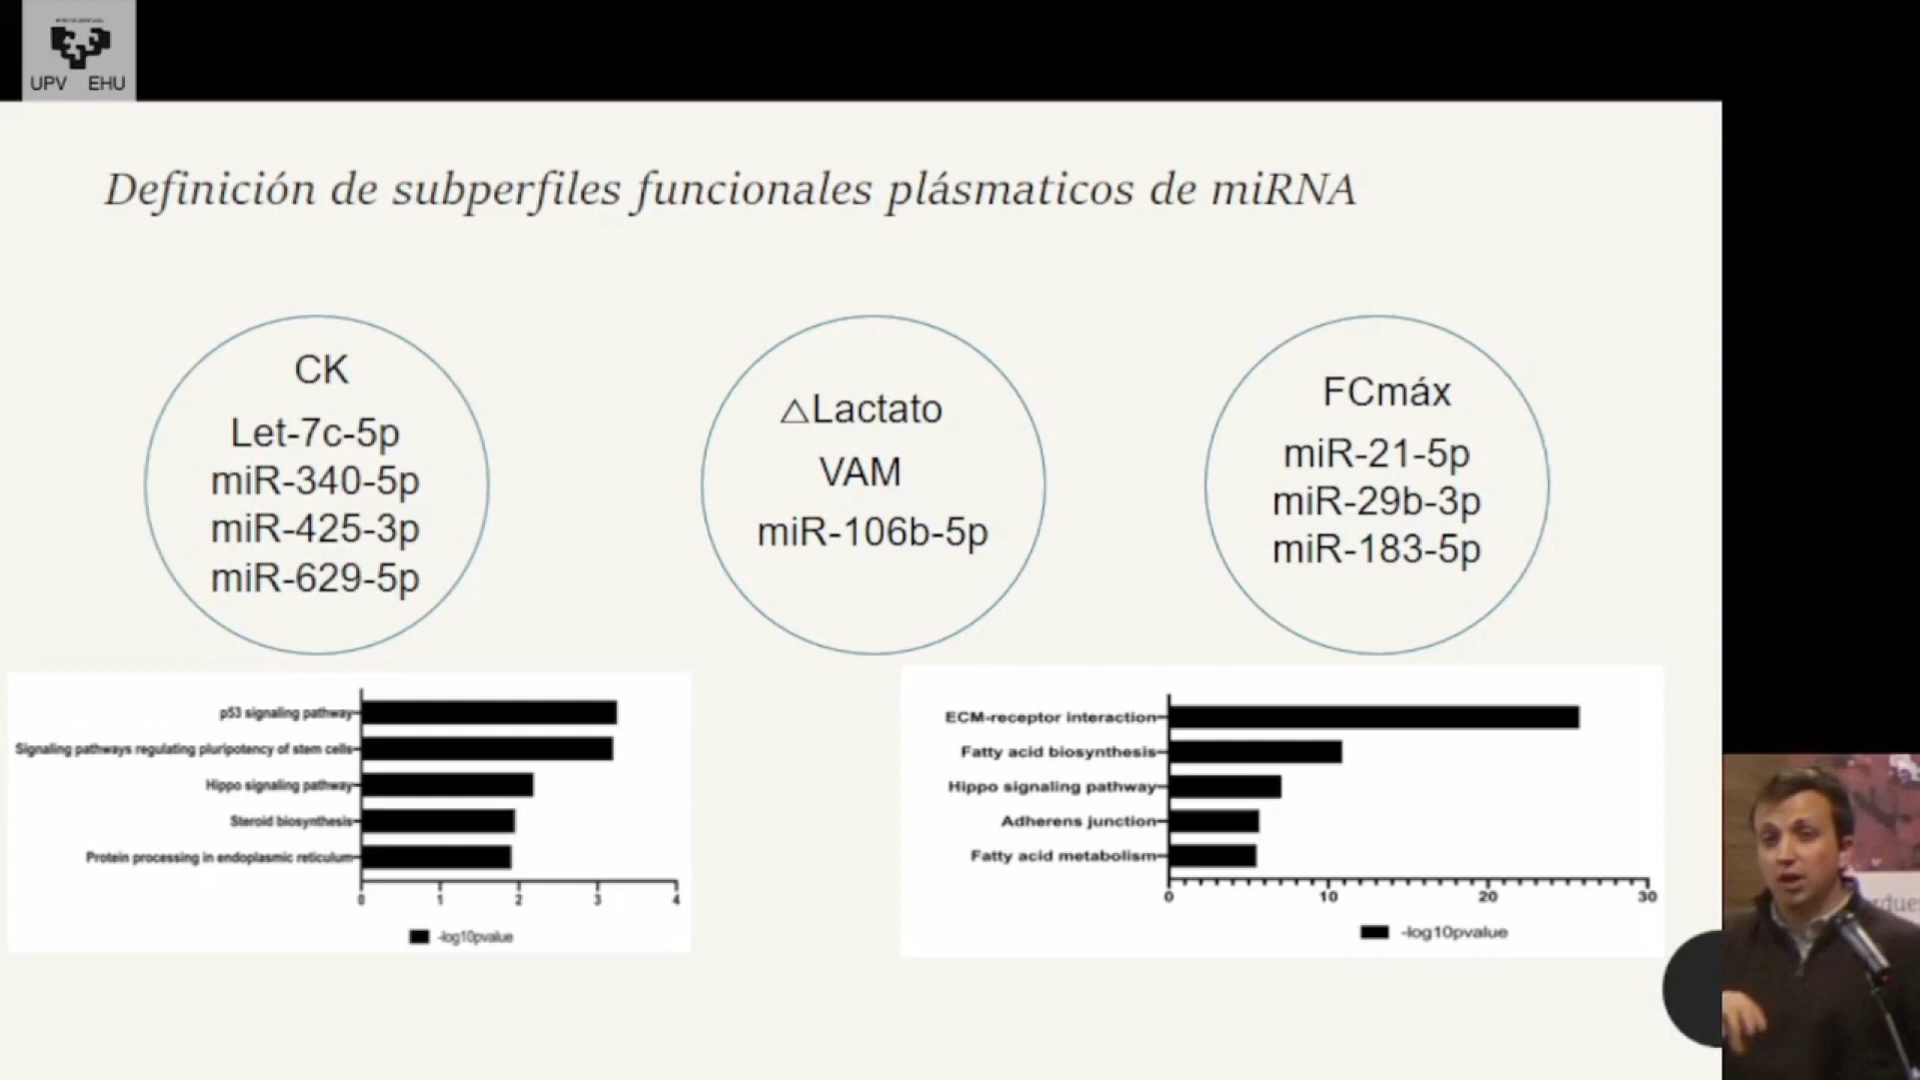 UPV EHU
Definición de subperfiles funcionales plásmaticos de miRNA
CK
Let-7c-5p
miR-340-5p
miR-425-3p
miR-629-5p
△Lactato
VAM
miR-106b-5p
FCmáx
miR-21-5p
miR-29b-3p
miR-183-5p
p53 signaling pathway
Signaling pathways regulating pluripotency of stem cells
Hippo signaling pathway
Steroid biosynthesis
Protein processing in endoplasmic reticulum
0 1 2 3 4
-log10pvalue
ECM-receptor interaction
Fatty acid biosynthesis
Hippo signaling pathway
Adherens junction
Fatty acid metabolism
0 10 20 30
-log10pvalue